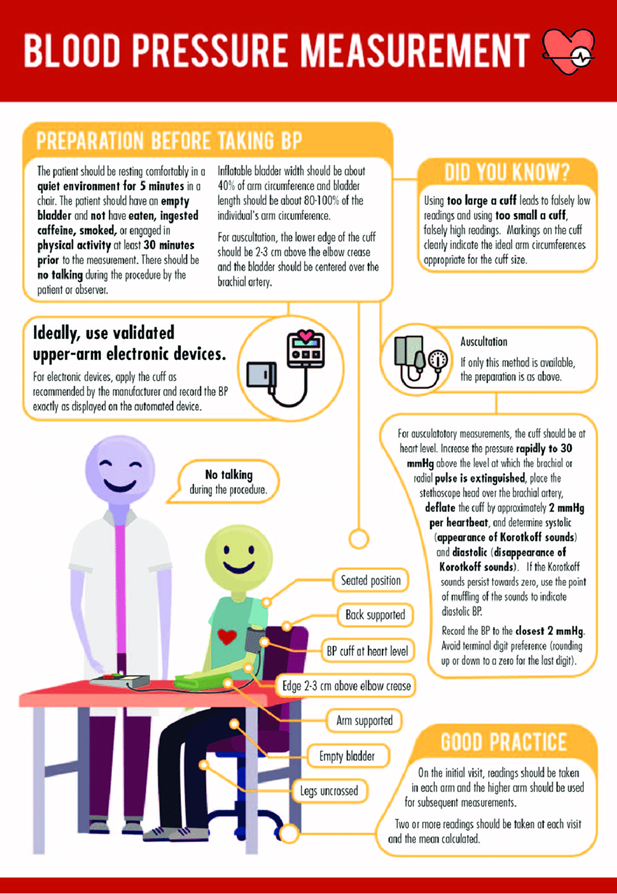 BLOOD PRESSURE MEASUREMENT
PREPARATION BEFORE TAKING BP
The patient should be resting comfortably in a
quiet environment for 5 minutes in a
chair. The patient should have an empty
bladder and not have eaten, ingested
caffeine, smoked, or engaged in
physical activity at least 30 minutes
prior to the measurement. There should be
no talking during the procedure by the
patient or observer.
Inflatable bladder width should be about
40% of arm circumference and bladder
length should be about 80-100% of the
individual's arm circumference.
For auscultation, the lower edge of the cuff
should be 2-3 cm above the elbow crease
and the bladder should be centered over the
brachial artery.
DID YOU KNOW?
Using too large a cuff leads to falsely low
readings and using too small a cuff,
falsely high readings. Markings on the cuff
clearly indicate the ideal arm circumferences
appropriate for the cuff size.
Ideally, use validated
upper-arm electronic devices.
For electronic devices, apply the cuff as
recommended by the manufacturer and record the BP
exactly as displayed on the automated device.
Auscultation
If only this method is available,
the preparation is as above.
For ausculatotory measurements, the cuff should be at
heart level. Increase the pressure rapidly to 30
mmHg above the level at which the brachial or
radial pulse is extinguished, place the
stethoscope head over the brachial artery,
deflate the cuff by approximately 2 mmHg
per heartbeat, and determine systolic
(appearance of Korotkoff sounds)
and diastolic (disappearance of
Korotkoff sounds). If the Korotkoff
sounds persist towards zero, use the point
of muffling of the sounds to indicate
diastolic BP.
Record the BP to the closest 2 mmHg.
Avoid terminal digit preference (rounding
up or down to a zero for the last digit).
No talking
during the procedure.
Seated position
Back supported
BP cuff at heart level
Edge 2-3 cm above elbow crease
Arm supported
Empty bladder
Legs uncrossed
GOOD PRACTICE
On the initial visit, readings should be taken
in each arm and the higher arm should be used
for subsequent measurements.
Two or more readings should be taken at each visit
and the mean calculated.